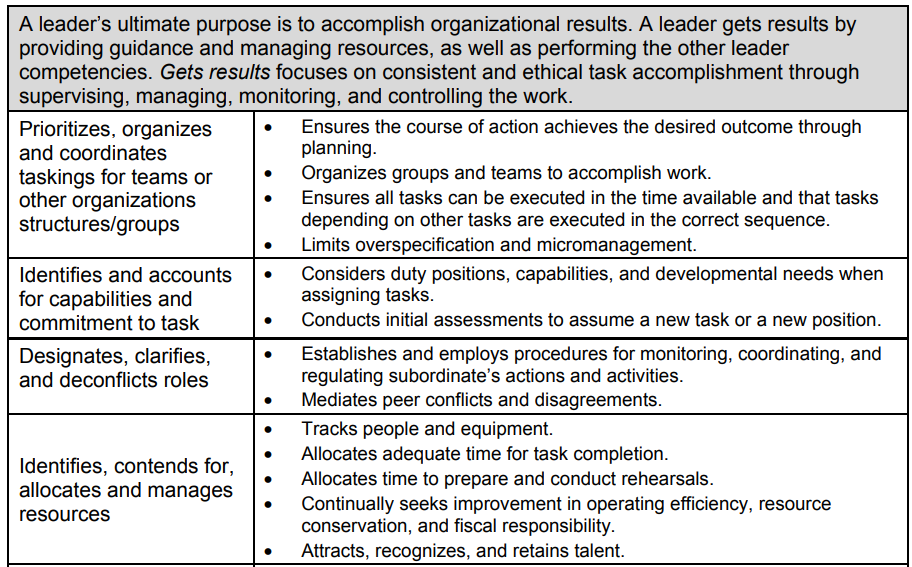 A leader's ultimate purpose is to accomplish organizational results. A leader gets results by
providing guidance and managing resources, as well as performing the other leader
competencies. Gets results focuses on consistent and ethical task accomplishment through
supervising, managing, monitoring, and controlling the work.
Prioritizes, organizes
and coordinates
taskings for teams or
other organizations
structures/groups
• Ensures the course of action achieves the desired outcome through
planning.
• Organizes groups and teams to accomplish work.
• Ensures all tasks can be executed in the time available and that tasks
depending on other tasks are executed in the correct sequence.
• Limits overspecification and micromanagement.
Identifies and accounts
for capabilities and
commitment to task
• Considers duty positions, capabilities, and developmental needs when
assigning tasks.
• Conducts initial assessments to assume a new task or a new position.
Designates, clarifies,
and deconflicts roles
• Establishes and employs procedures for monitoring, coordinating, and
regulating subordinate's actions and activities.
• Mediates peer conflicts and disagreements.
Identifies, contends for,
allocates and manages
resources
• Tracks people and equipment.
• Allocates adequate time for task completion.
• Allocates time to prepare and conduct rehearsals.
• Continually seeks improvement in operating efficiency, resource
conservation, and fiscal responsibility.
• Attracts, recognizes, and retains talent.